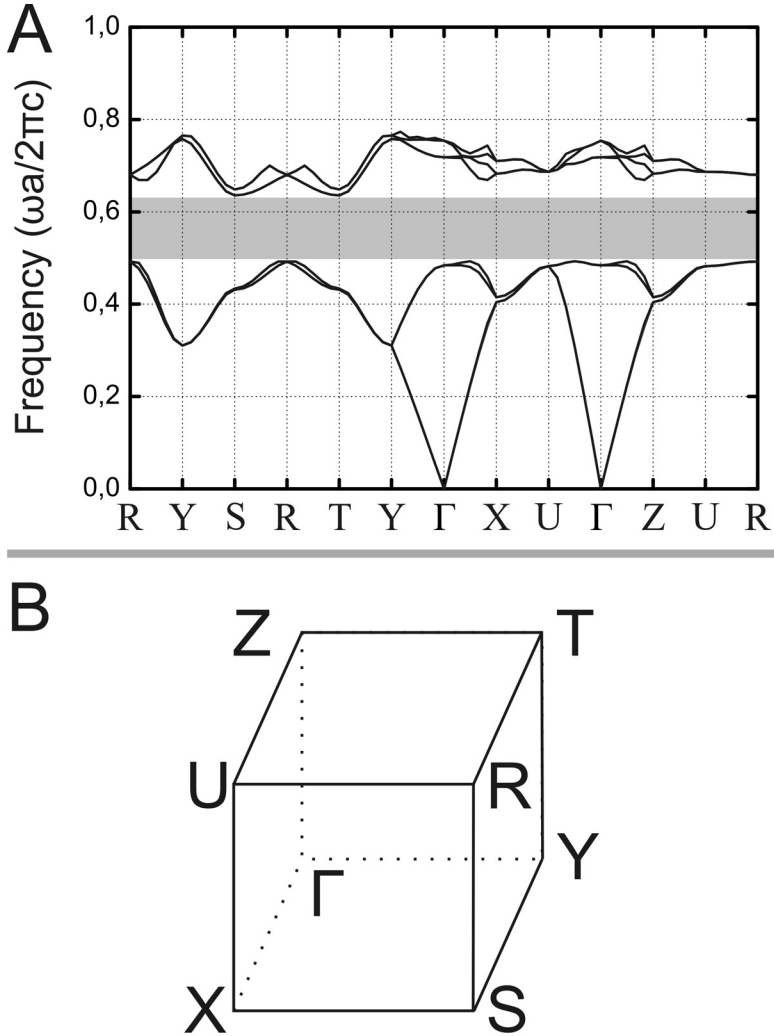 A
Frequency (ωa/2πc)
1,0
0,8
0,6
0,4
0,2
0,0
R Y S R T Y Γ X U Γ Z U R
B
Z T
U R
Γ Y
X S